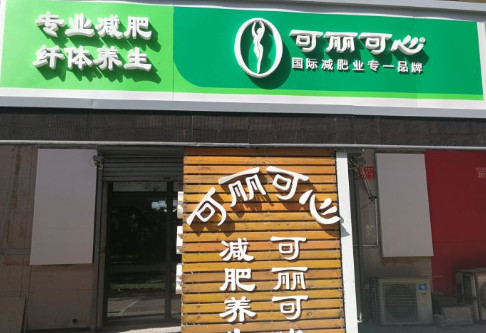 专业减肥
纤体养生
可丽可心
国际减肥业专一品牌
可丽可心
可丽可
减肥养生